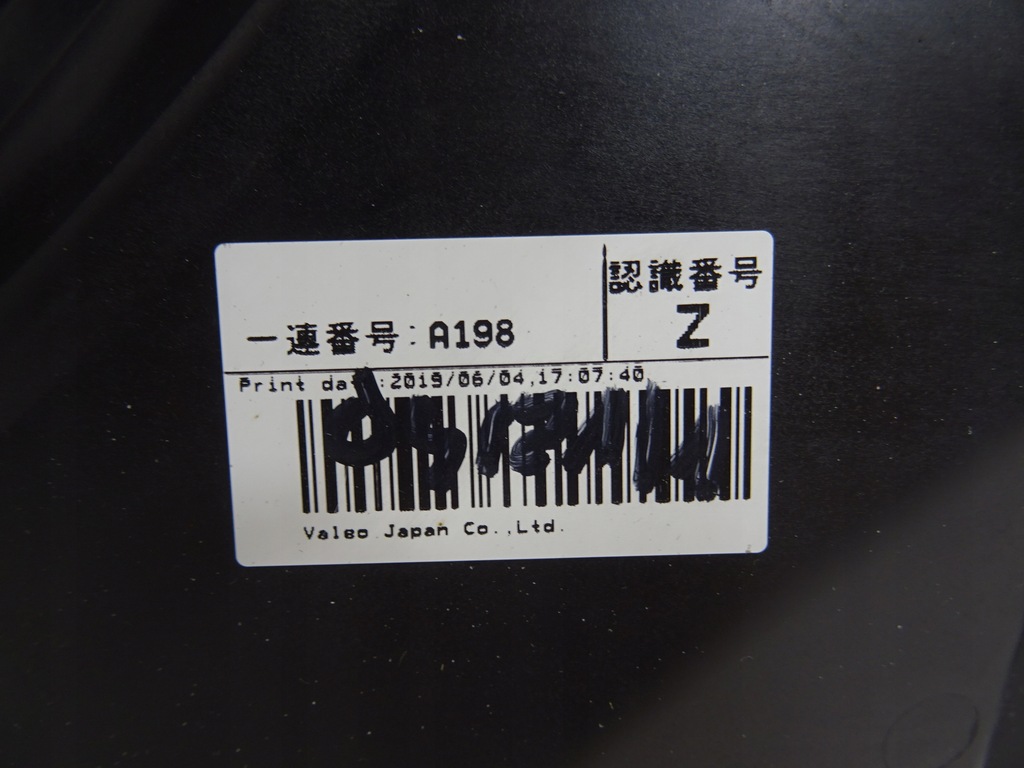 認識番号
一連番号:A198
Z
Print date:2019/06/04,17:07:40
Valeo Japan Co.,Ltd.